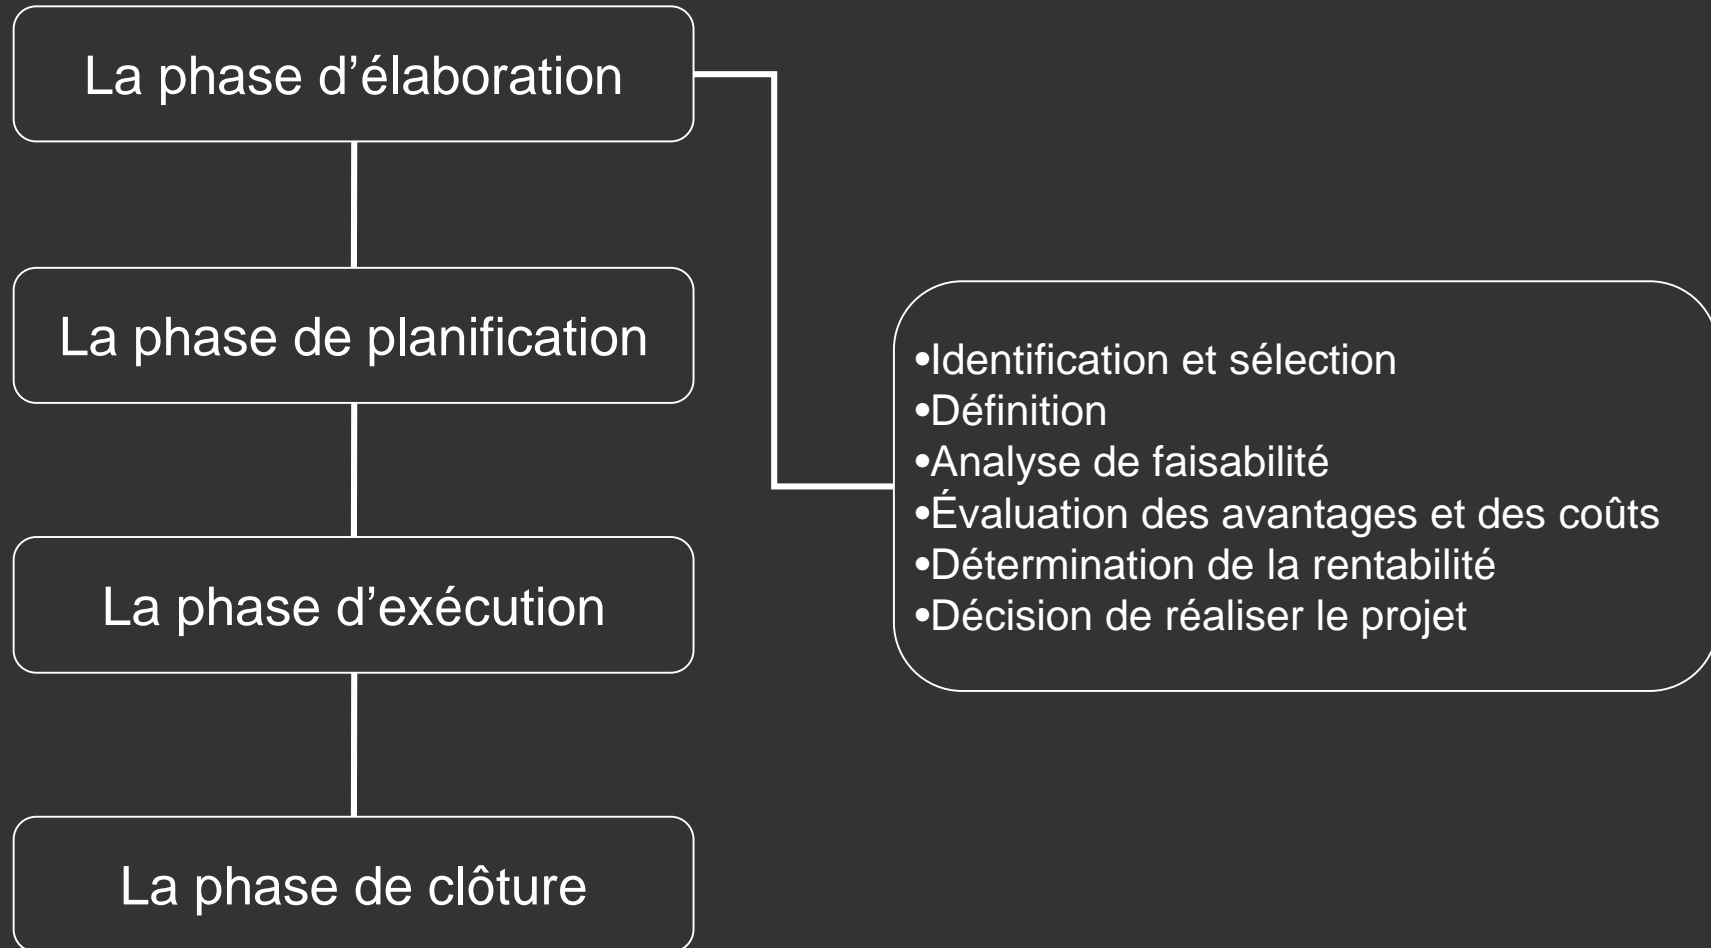 La phase d’élaboration
La phase de planification
•Identification et sélection
•Définition
•Analyse de faisabilité
•Évaluation des avantages et des coûts
•Détermination de la rentabilité
•Décision de réaliser le projet
La phase d’exécution
La phase de clôture